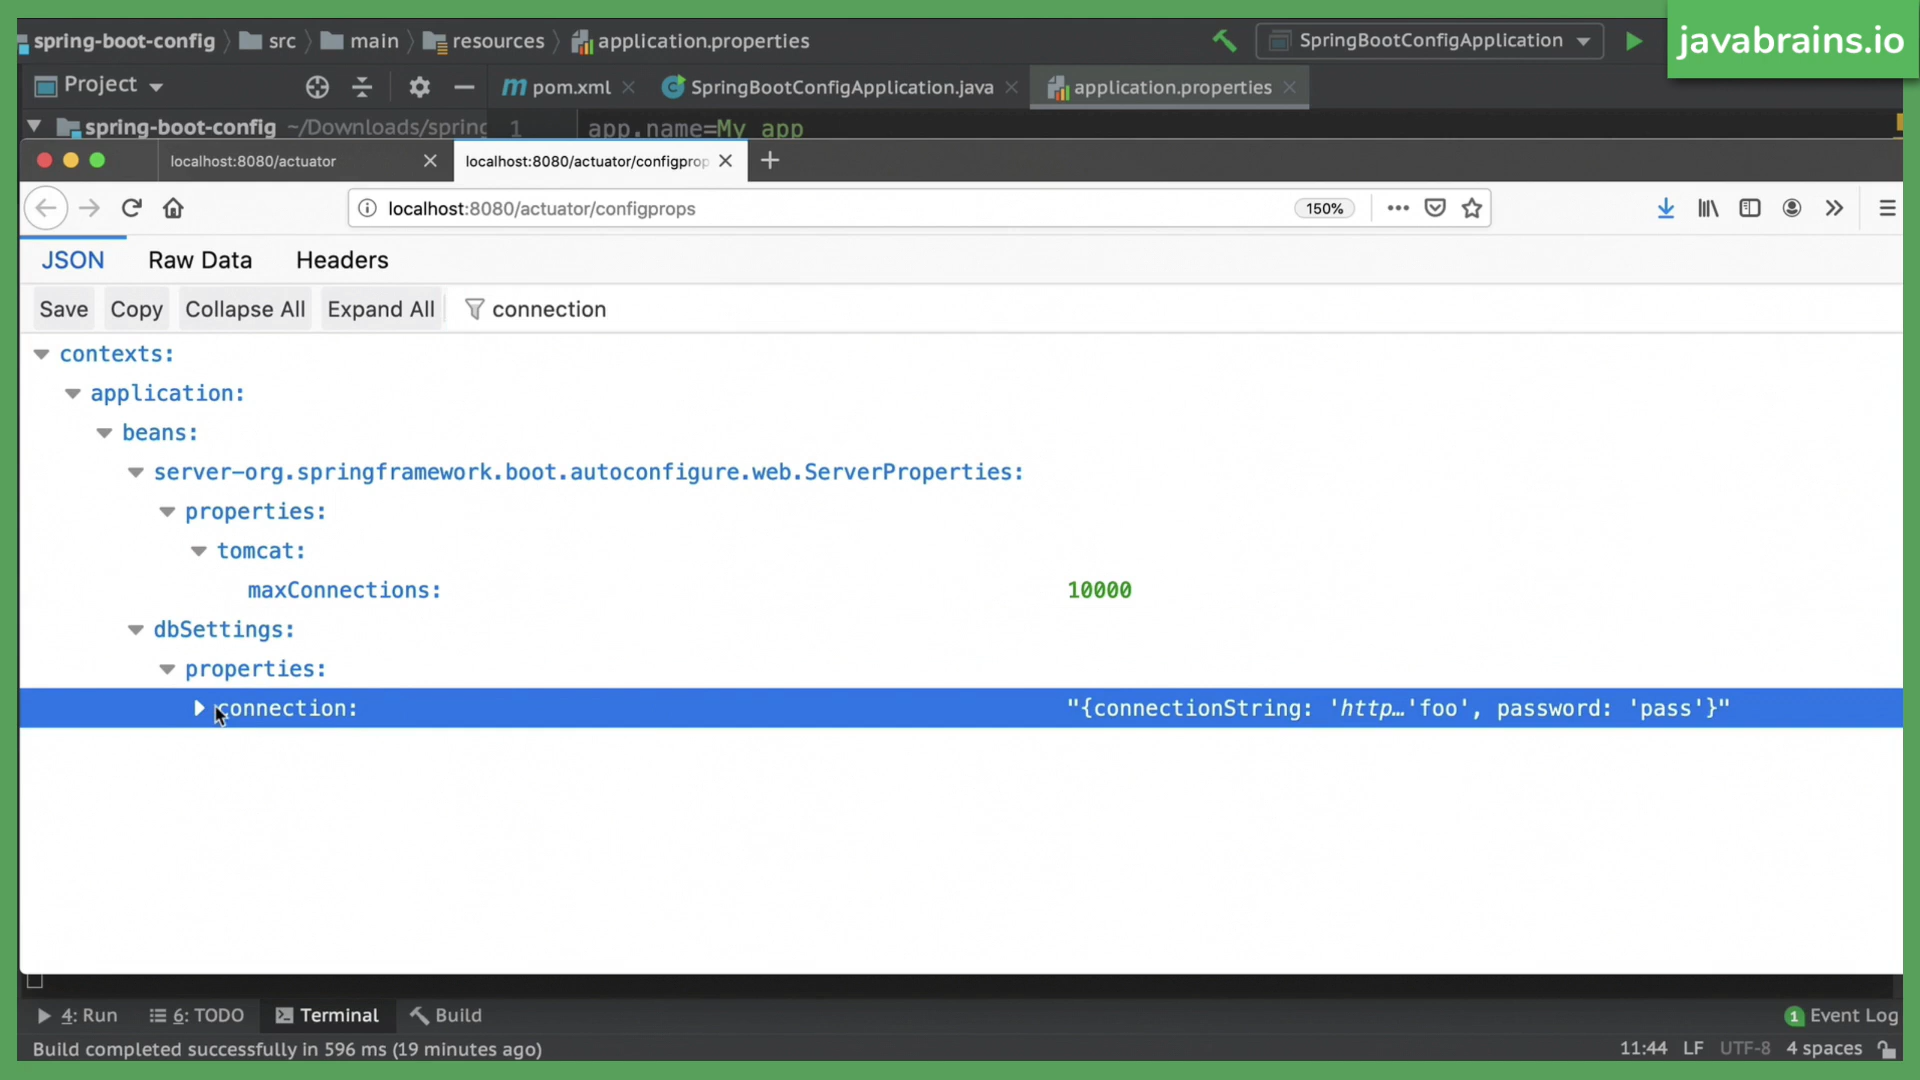 spring-boot-config src main resources application.properties SpringBootConfigApplication javabrains.io
Project pom.xml SpringBootConfigApplication.java application.properties
spring-boot-config ~/Downloads/spring 1 app.name=My app
localhost:8080/actuator localhost:8080/actuator/configprop
localhost:8080/actuator/configprops 150%
JSON Raw Data Headers
Save Copy Collapse All Expand All connection
contexts:
application:
beans:
server-org.springframework.boot.autoconfigure.web.ServerProperties:
properties:
tomcat:
maxConnections: 10000
dbSettings:
properties:
connection: "{connectionString: 'http…'foo', password: 'pass'}"
4: Run 6: TODO Terminal Build 1 Event Log
Build completed successfully in 596 ms (19 minutes ago) 11:44 LF UTF-8 4 spaces